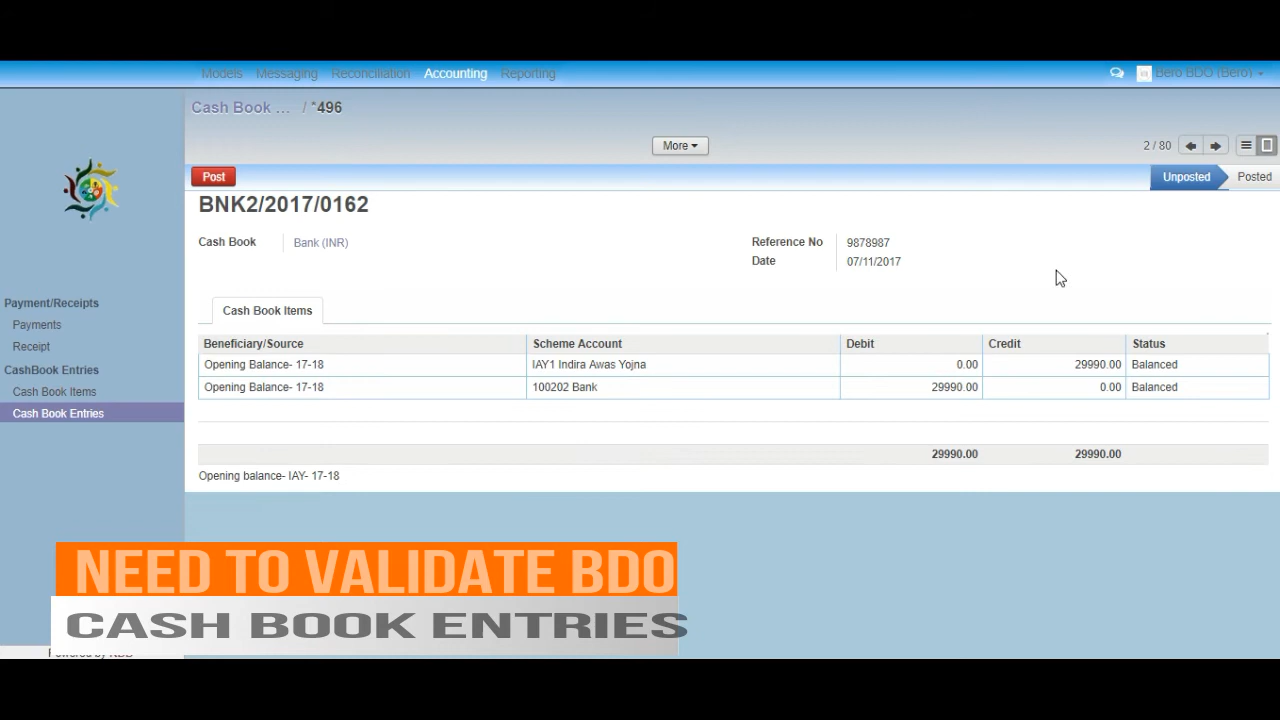 Models Messaging Reconciliation Accounting Reporting Bero BDO (Bero)
Cash Book ... / *496
More 2 / 80
Post Unposted Posted
BNK2/2017/0162
Cash Book Bank (INR) Reference No 9878987
Date 07/11/2017
Payment/Receipts
Payments
Receipt
CashBook Entries
Cash Book Items
Cash Book Entries
Cash Book Items
Beneficiary/Source Scheme Account Debit Credit Status
Opening Balance- 17-18 IAY1 Indira Awas Yojna 0.00 29990.00 Balanced
Opening Balance- 17-18 100202 Bank 29990.00 0.00 Balanced
29990.00 29990.00
Opening balance- IAY- 17-18
NEED TO VALIDATE BDO
CASH BOOK ENTRIES
Powered by